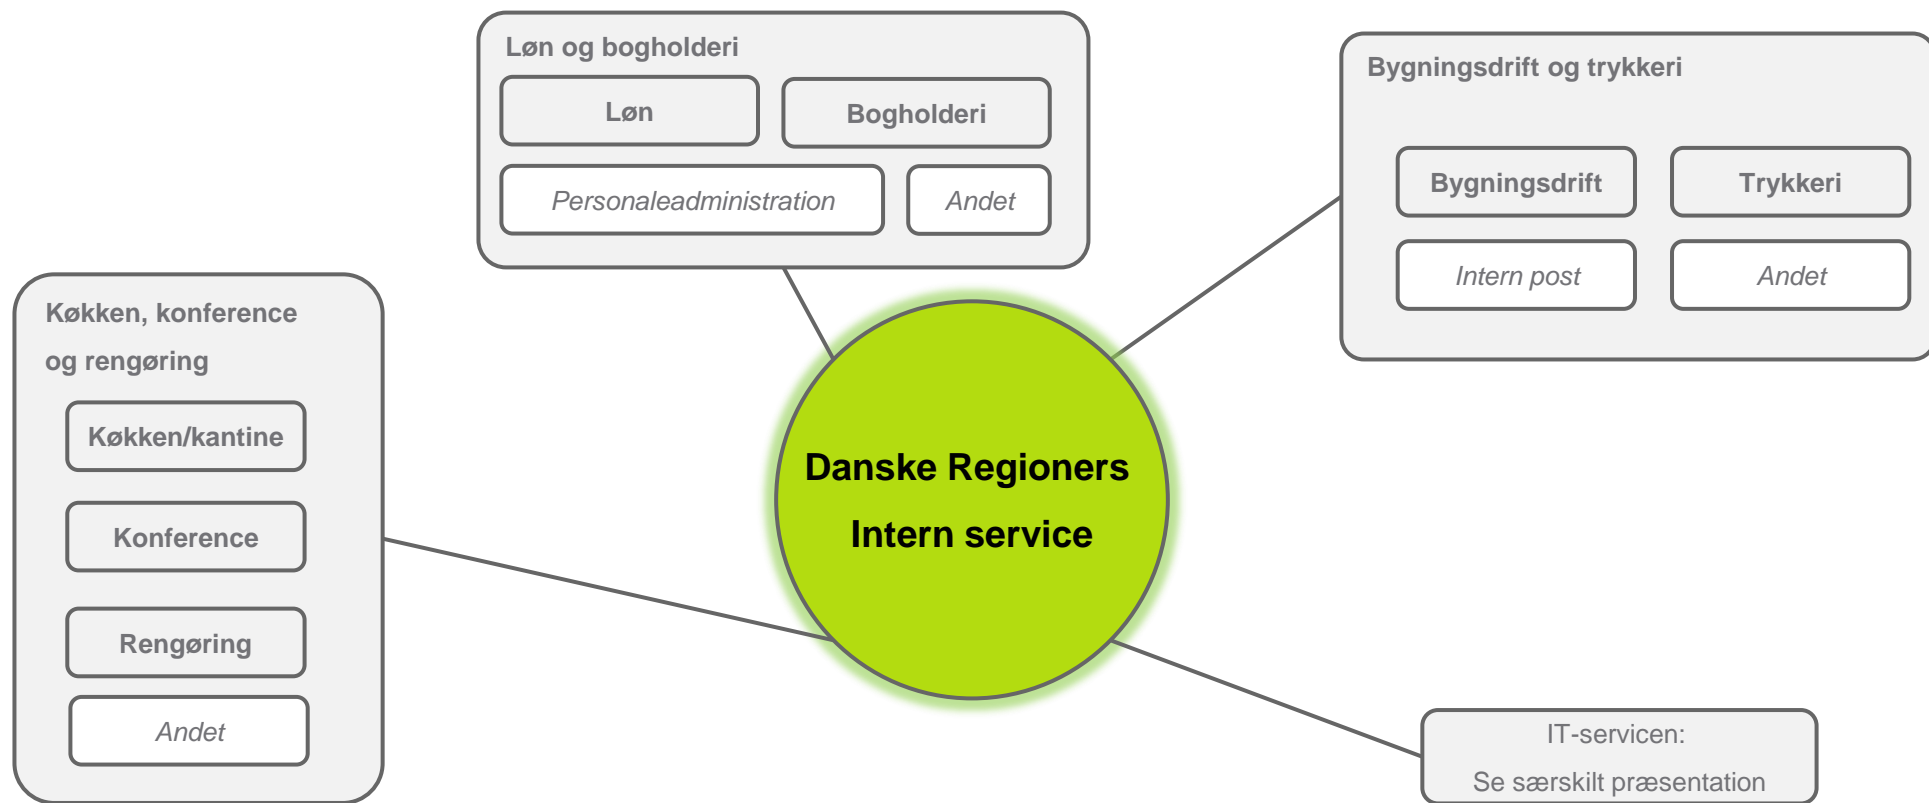 Løn og bogholderi
Løn
Bogholderi
Personaleadministration
Andet
Bygningsdrift og trykkeri
Bygningsdrift
Trykkeri
Intern post
Andet
Køkken, konference
og rengøring
Køkken/kantine
Konference
Rengøring
Andet
Danske Regioners
Intern service
IT-servicen:
Se særskilt præsentation